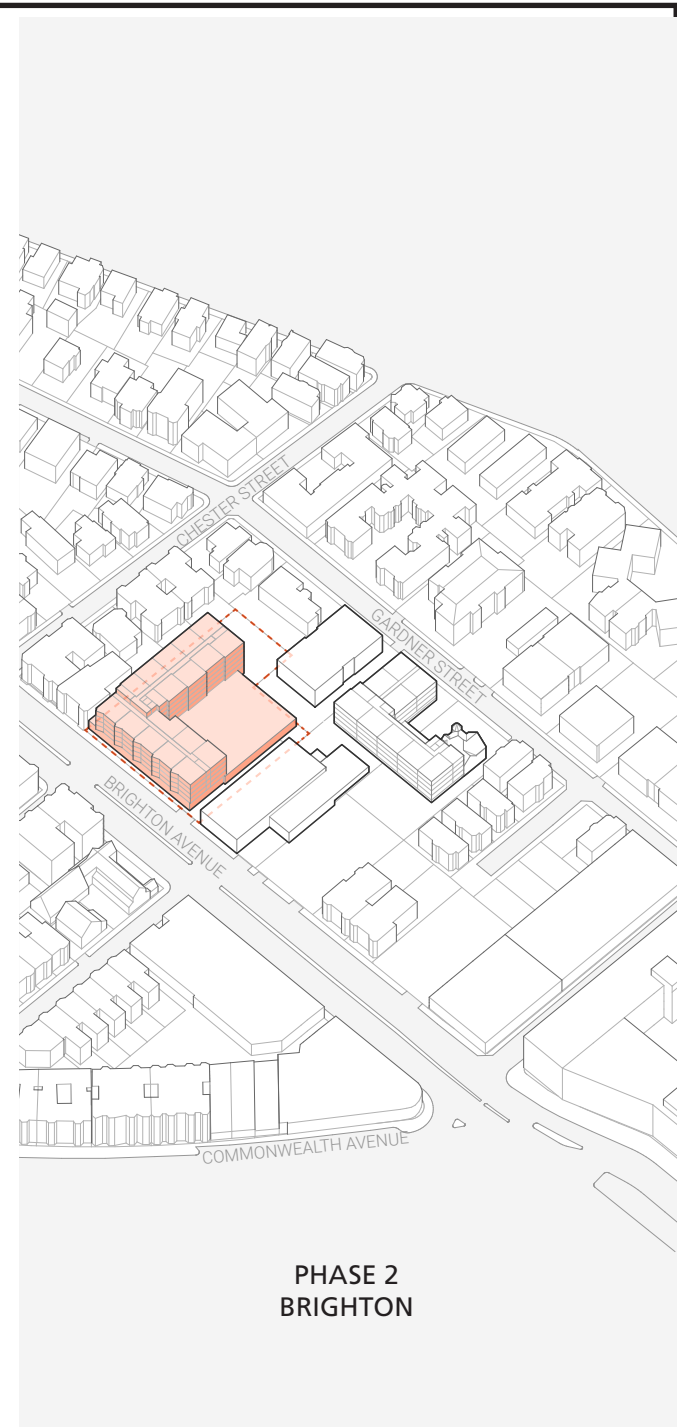 CHESTER STREET
GARDNER STREET
BRIGHTON AVENUE
COMMONWEALTH AVENUE
PHASE 2
BRIGHTON